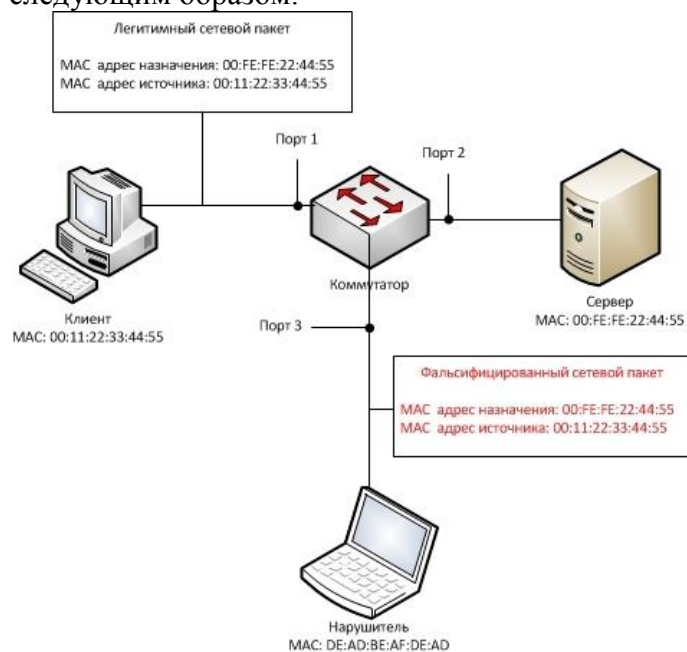 следующим образом:
Легитимный сетевой пакет
MAC адрес назначения: 00:FE:FE:22:44:55
MAC адрес источника: 00:11:22:33:44:55
Порт 1
Порт 2
Коммутатор
Клиент
MAC: 00:11:22:33:44:55
Сервер
MAC: 00:FE:FE:22:44:55
Порт 3
Фальсифицированный сетевой пакет
MAC адрес назначения: 00:FE:FE:22:44:55
MAC адрес источника: 00:11:22:33:44:55
Нарушитель
MAC: DE:AD:BE:AF:DE:AD